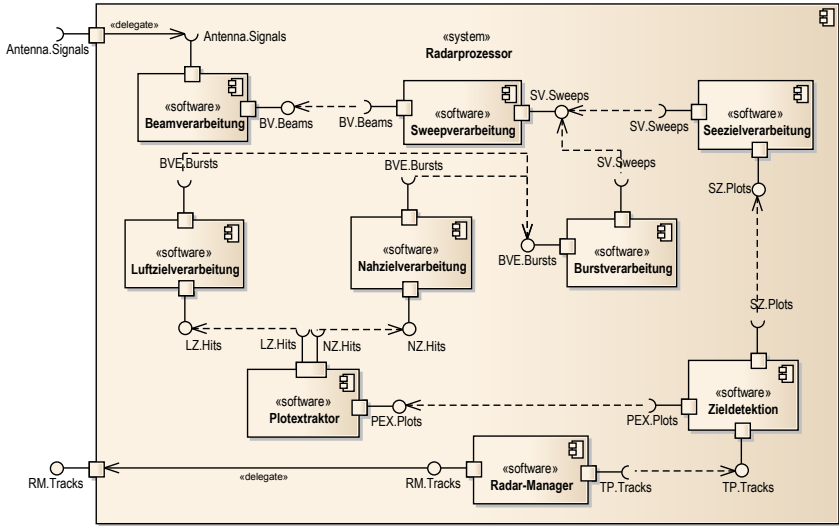 «delegate»
Antenna.Signals
Antenna.Signals
«system»
Radarprozessor
«software»
Beamverarbeitung
BV.Beams
BV.Beams
«software»
Sweepverarbeitung
SV.Sweeps
SV.Sweeps
«software»
Seezielverarbeitung
BVE.Bursts
BVE.Bursts
SV.Sweeps
SZ.Plots
«software»
Luftzielverarbeitung
«software»
Nahzielverarbeitung
BVE.Bursts
«software»
Burstverarbeitung
SZ.Plots
LZ.Hits
LZ.Hits
NZ.Hits
NZ.Hits
«software»
Plotextraktor
PEX.Plots
PEX.Plots
«software»
Zieldetektion
RM.Tracks
«delegate»
RM.Tracks
«software»
Radar-Manager
TP.Tracks
TP.Tracks